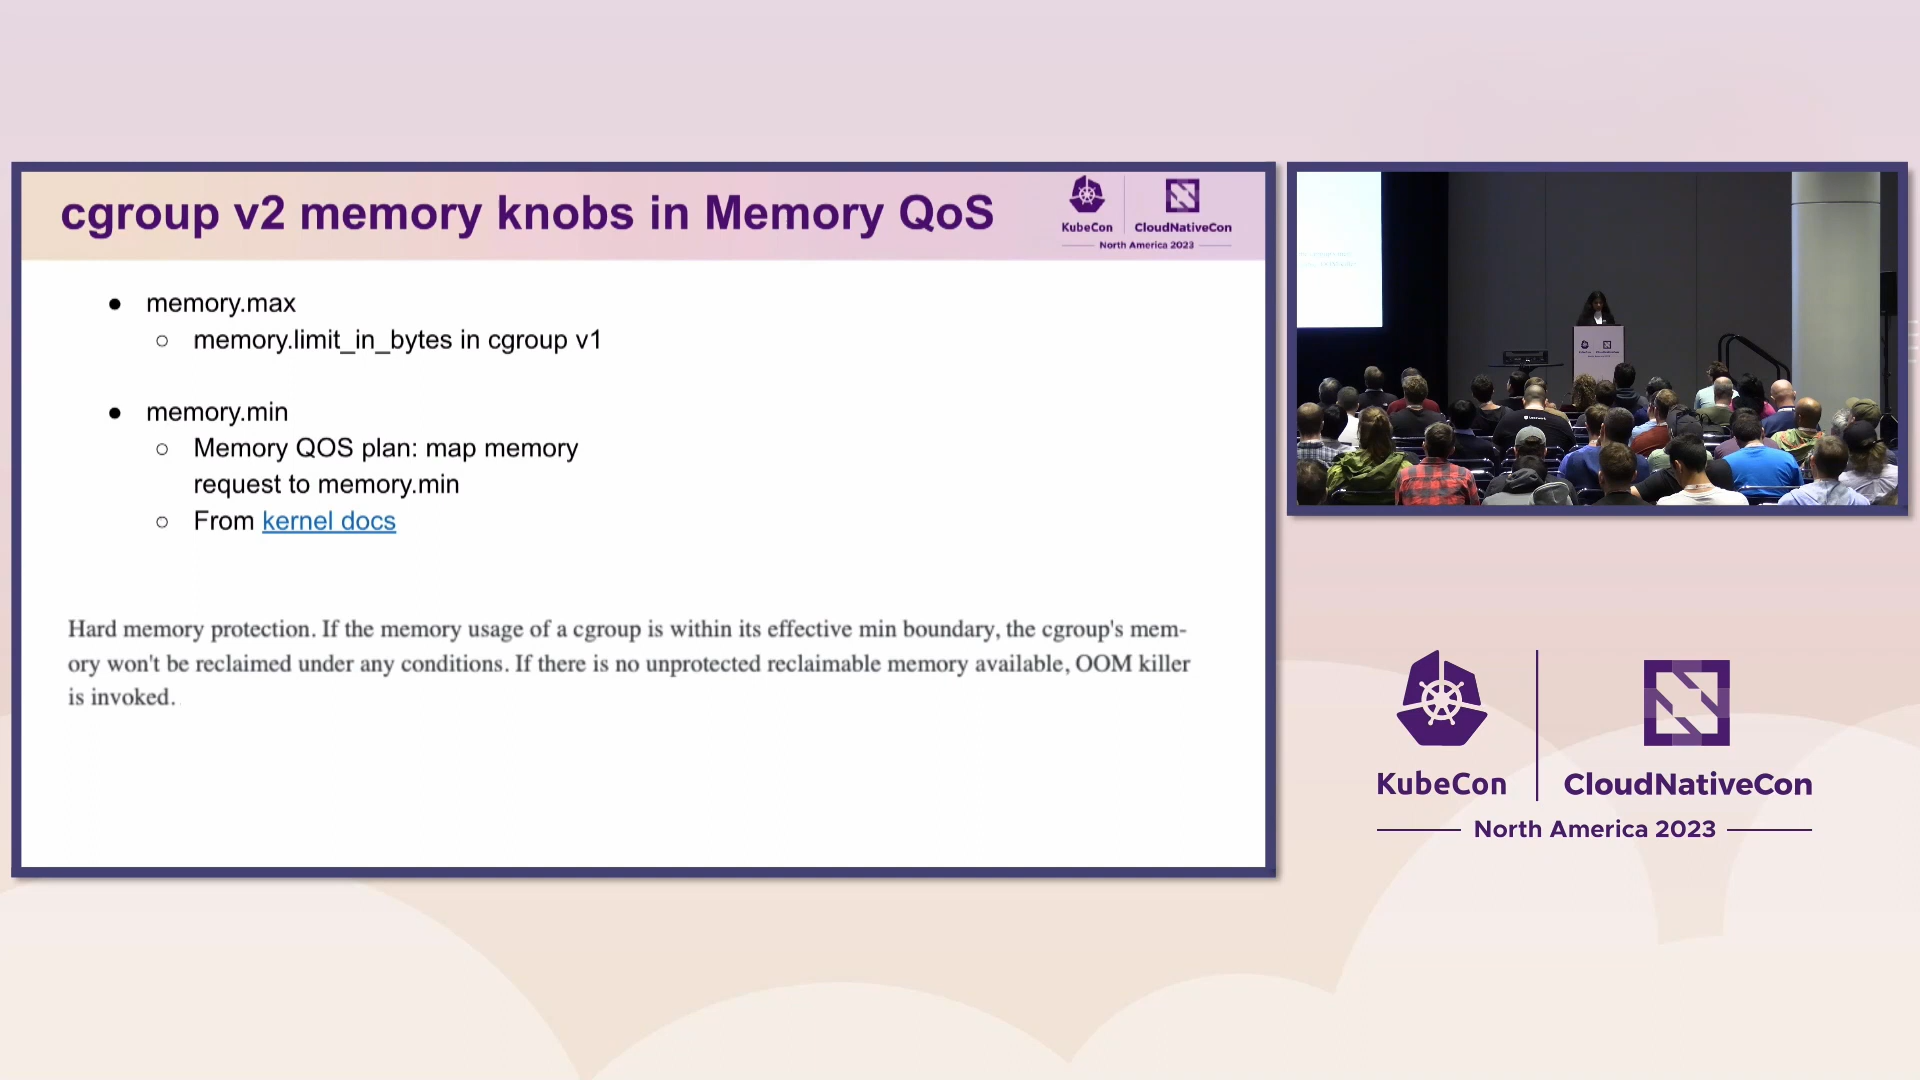 cgroup v2 memory knobs in Memory QoS
KubeCon
CloudNativeCon
North America 2023
● memory.max
○ memory.limit_in_bytes in cgroup v1
● memory.min
○ Memory QOS plan: map memory
request to memory.min
○ From kernel docs
Hard memory protection. If the memory usage of a cgroup is within its effective min boundary, the cgroup's mem-
ory won't be reclaimed under any conditions. If there is no unprotected reclaimable memory available, OOM killer
is invoked.
KubeCon
CloudNativeCon
North America 2023